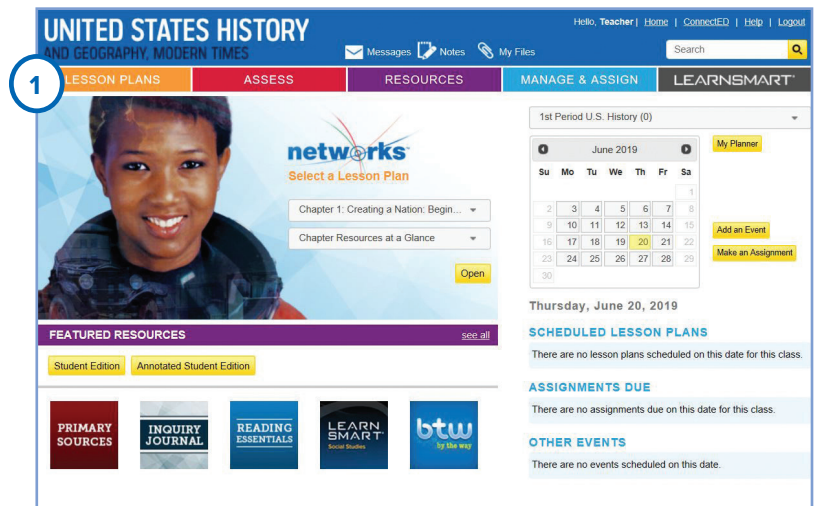 UNITED STATES HISTORY
AND GEOGRAPHY, MODERN TIMES
Hello, Teacher | Home | ConnectED | Help | Logout
Messages Notes My Files
Search
1
LESSON PLANS ASSESS RESOURCES MANAGE & ASSIGN LEARNSMART
networks
Select a Lesson Plan
Chapter 1: Creating a Nation: Begin...
Chapter Resources at a Glance
Open
1st Period U.S. History (0)
June 2019
My Planner
Su Mo Tu We Th Fr Sa
1
2 3 4 5 6 7 8
9 10 11 12 13 14 15
16 17 18 19 20 21 22
23 24 25 26 27 28 29
30
Add an Event
Make an Assignment
Thursday, June 20, 2019
SCHEDULED LESSON PLANS
There are no lesson plans scheduled on this date for this class.
ASSIGNMENTS DUE
There are no assignments due on this date for this class.
OTHER EVENTS
There are no events scheduled on this date.
FEATURED RESOURCES see all
Student Edition Annotated Student Edition
PRIMARY
SOURCES
INQUIRY
JOURNAL
READING
ESSENTIALS
LEARN
SMART
Social Studies
btw
by the way